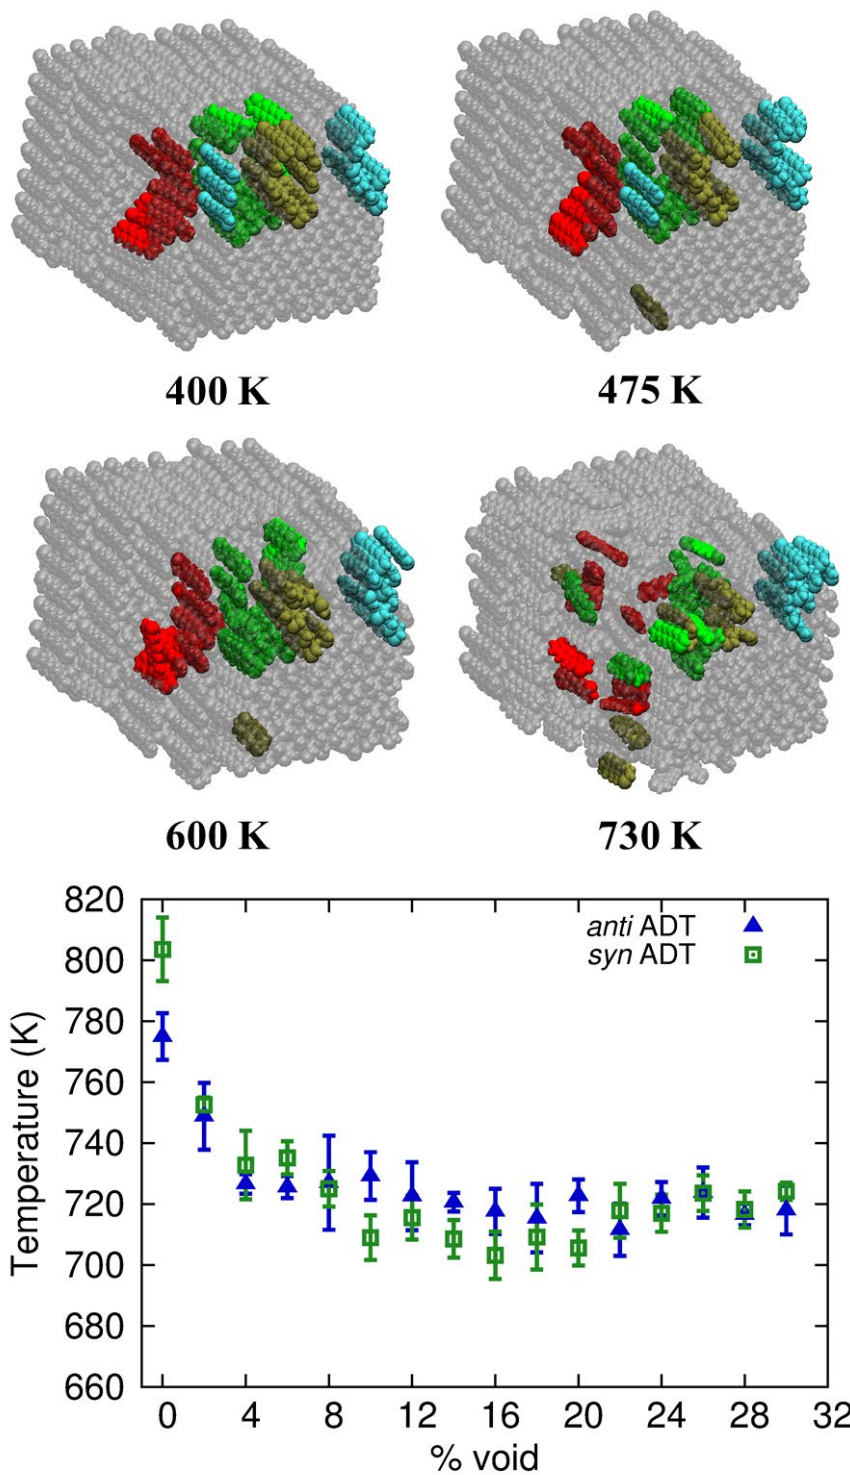 400 K
475 K
600 K
730 K
820
800
780
760
740
720
700
680
660
Temperature (K)
anti ADT
syn ADT
0 4 8 12 16 20 24 28 32
% void